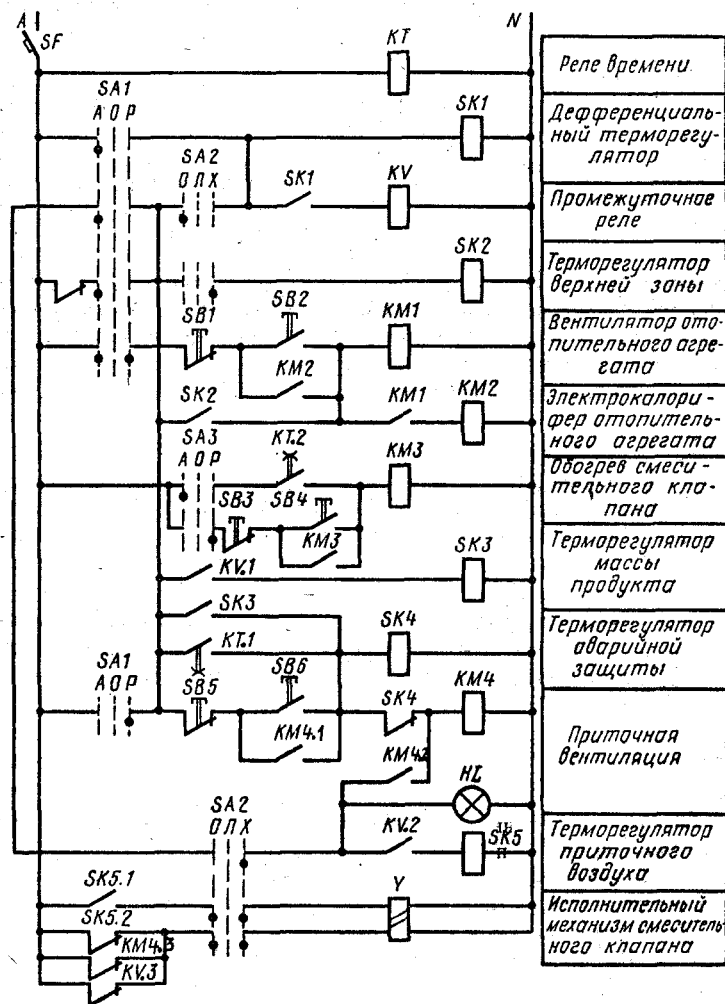 A
N
SF
KT
Реле времени
SA1
А О Р
SK1
Дефференциаль-
ный терморегу-
лятор
SA2
О Л Х
SK1
KV
Промежуточное
реле
SK2
Терморегулятор
верхней зоны
SB1
SB2
KM1
Вентилятор ото-
пительного агре-
гата
KM2
SK2
KM1
KM2
Электрокалори-
фер отопитель-
ного агрегата
SA3
А О Р
KT.2
KM3
Обогрев смеси-
тельного кла-
пана
SB3
SB4
KM3
KV.1
SK3
Терморегулятор
массы
продукта
SK3
SK4
Терморегулятор
аварийной
защиты
KT.1
SA1
А О Р
SB5
SB6
SK4
KM4
Приточная
вентиляция
KM4.1
KM4.2
HL
SA2
О Л Х
KV.2
SK5
Терморегулятор
приточного
воздуха
SK5.1
Y
Исполнительный
механизм смеситель-
ного клапана
SK5.2
KM4.3
KV.3